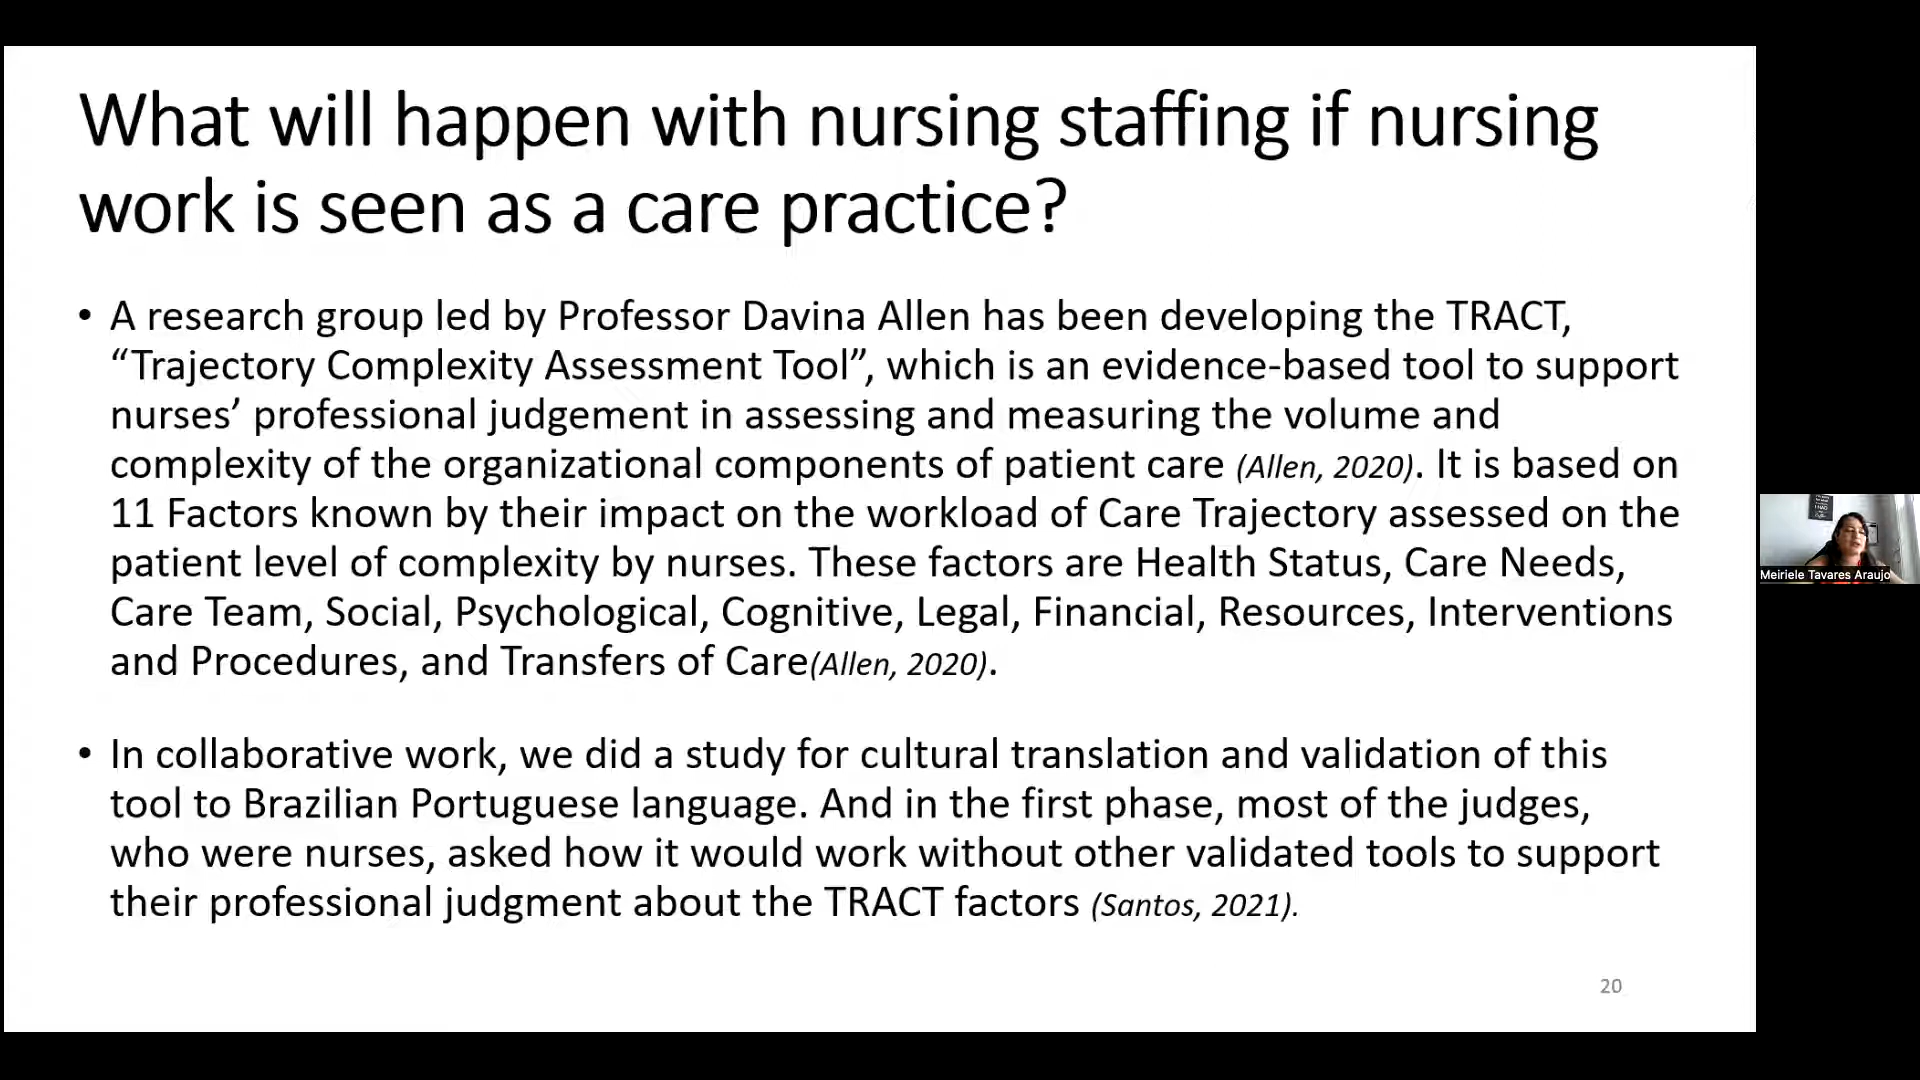 What will happen with nursing staffing if nursing
work is seen as a care practice?
• A research group led by Professor Davina Allen has been developing the TRACT,
“Trajectory Complexity Assessment Tool”, which is an evidence-based tool to support
nurses’ professional judgement in assessing and measuring the volume and
complexity of the organizational components of patient care (Allen, 2020). It is based on
11 Factors known by their impact on the workload of Care Trajectory assessed on the
patient level of complexity by nurses. These factors are Health Status, Care Needs,
Care Team, Social, Psychological, Cognitive, Legal, Financial, Resources, Interventions
and Procedures, and Transfers of Care(Allen, 2020).
• In collaborative work, we did a study for cultural translation and validation of this
tool to Brazilian Portuguese language. And in the first phase, most of the judges,
who were nurses, asked how it would work without other validated tools to support
their professional judgment about the TRACT factors (Santos, 2021).
20
Meiriele Tavares Araujo